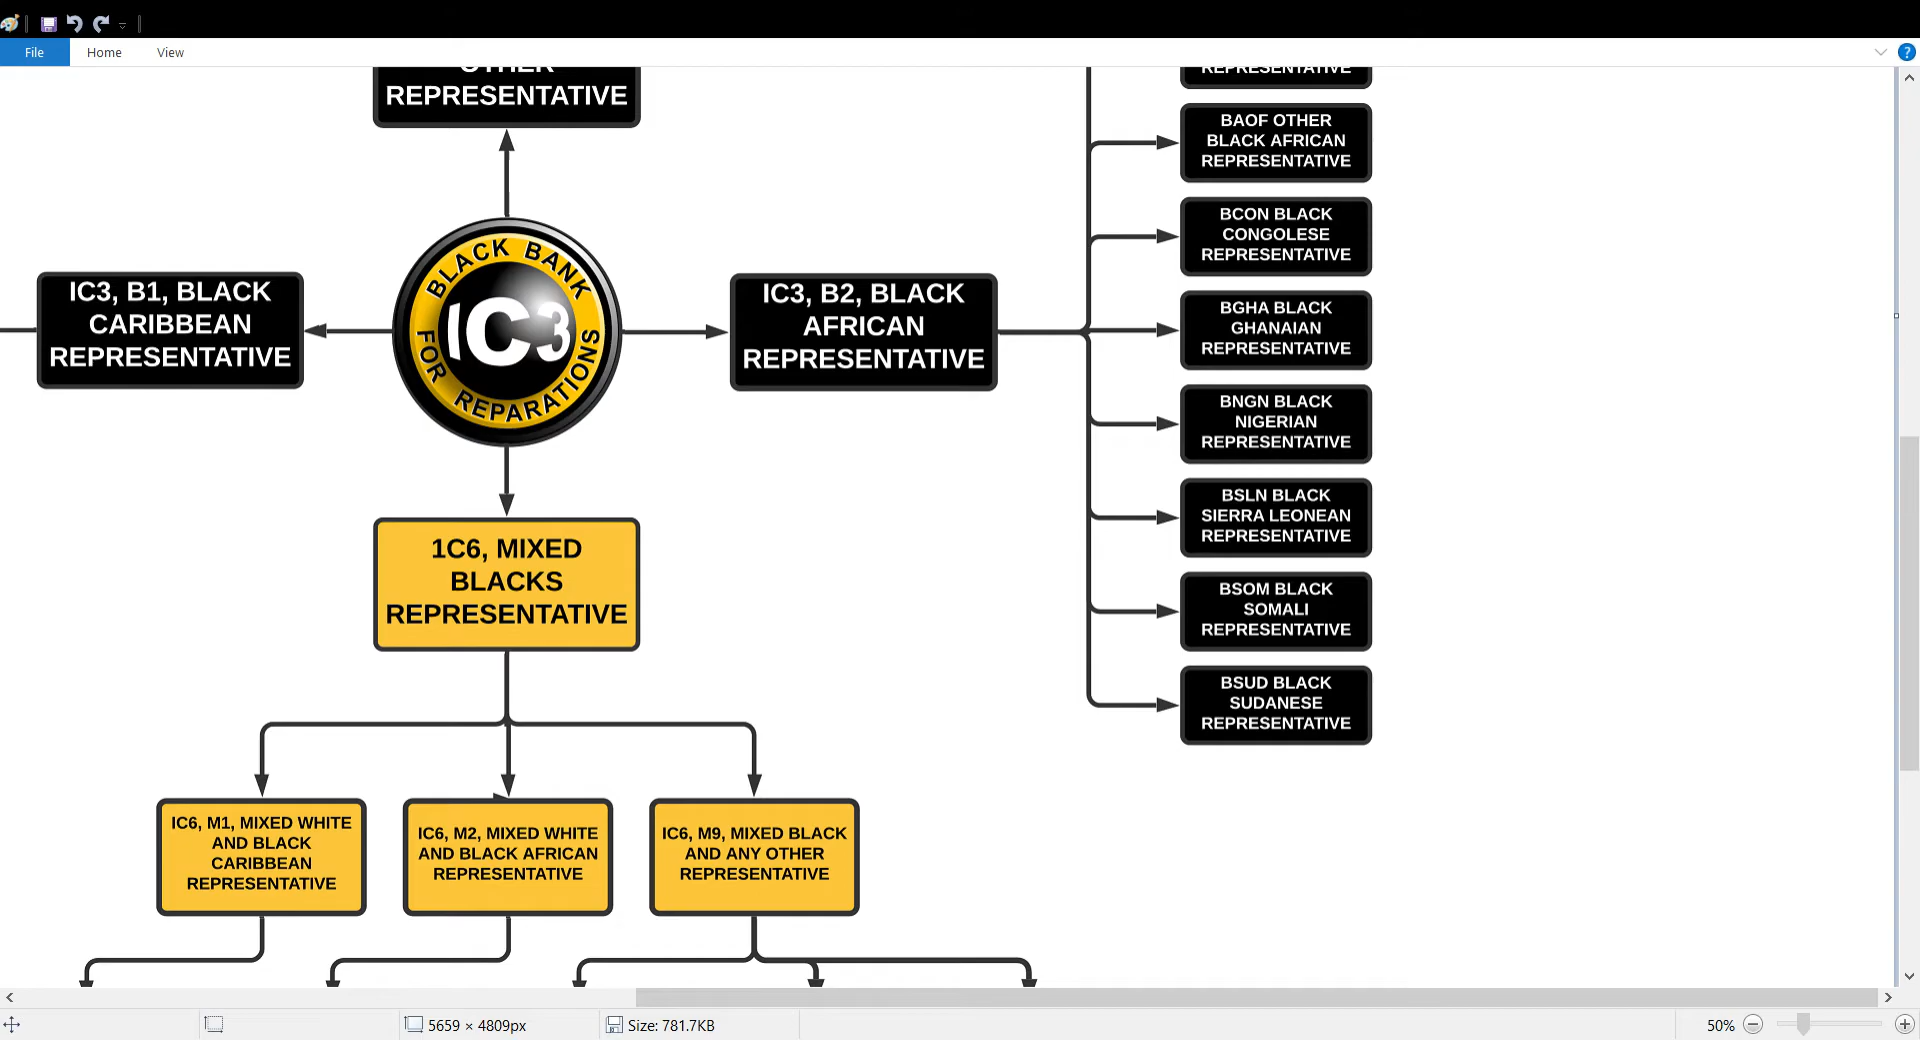 File
Home
View
OTHER
REPRESENTATIVE
REPRESENTATIVE
BAOF OTHER
BLACK AFRICAN
REPRESENTATIVE
BCON BLACK
CONGOLESE
REPRESENTATIVE
BLACK BANK
IC3
FOR REPARATIONS
IC3, B1, BLACK
CARIBBEAN
REPRESENTATIVE
IC3, B2, BLACK
AFRICAN
REPRESENTATIVE
BGHA BLACK
GHANAIAN
REPRESENTATIVE
BNGN BLACK
NIGERIAN
REPRESENTATIVE
BSLN BLACK
SIERRA LEONEAN
REPRESENTATIVE
BSOM BLACK
SOMALI
REPRESENTATIVE
BSUD BLACK
SUDANESE
REPRESENTATIVE
1C6, MIXED
BLACKS
REPRESENTATIVE
IC6, M1, MIXED WHITE
AND BLACK
CARIBBEAN
REPRESENTATIVE
IC6, M2, MIXED WHITE
AND BLACK AFRICAN
REPRESENTATIVE
IC6, M9, MIXED BLACK
AND ANY OTHER
REPRESENTATIVE
5659 × 4809px
Size: 781.7KB
50%